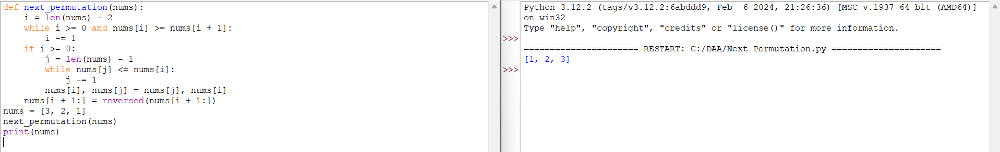 def next_permutation(nums):
    i = len(nums) - 2
    while i >= 0 and nums[i] >= nums[i + 1]:
        i -= 1
    if i >= 0:
        j = len(nums) - 1
        while nums[j] <= nums[i]:
            j -= 1
        nums[i], nums[j] = nums[j], nums[i]
    nums[i + 1:] = reversed(nums[i + 1:])
nums = [3, 2, 1]
next_permutation(nums)
print(nums)
Python 3.12.2 (tags/v3.12.2:6abddd9, Feb  6 2024, 21:26:36) [MSC v.1937 64 bit (AMD64)]
on win32
Type "help", "copyright", "credits" or "license()" for more information.
>>>
====================== RESTART: C:/DAA/Next Permutation.py =====================
[1, 2, 3]
>>>